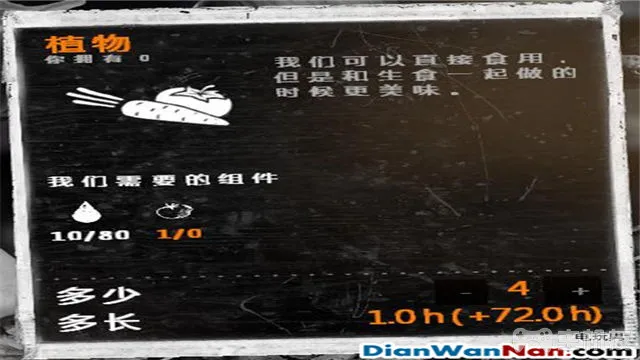 植物
你拥有 0
我们可以直接食用，
但是和生食一起做的
时候更美味。
我们需要的组件
10/80 1/0
多少 - 4 +
多长 1.0h (+72.0h)
DianWanNan.com